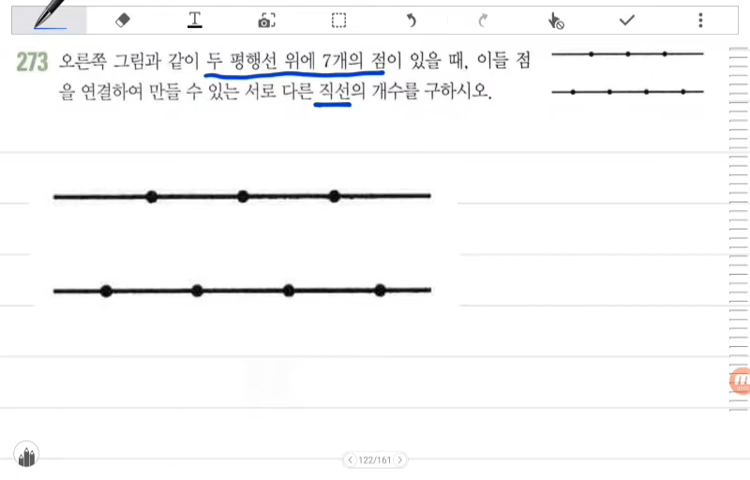 T
273 오른쪽 그림과 같이 두 평행선 위에 7개의 점이 있을 때, 이들 점
을 연결하여 만들 수 있는 서로 다른 직선의 개수를 구하시오.
122/161